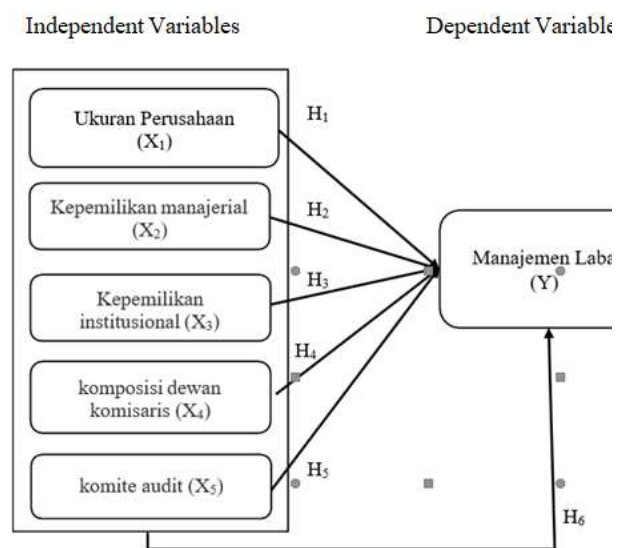 Independent Variables
Dependent Variable
Ukuran Perusahaan
(X₁)
H₁
Kepemilikan manajerial
(X₂)
H₂
Manajemen Laba
(Y)
Kepemilikan
institusional (X₃)
H₃
komposisi dewan
komisaris (X₄)
H₄
komite audit (X₅)
H₅
H₆